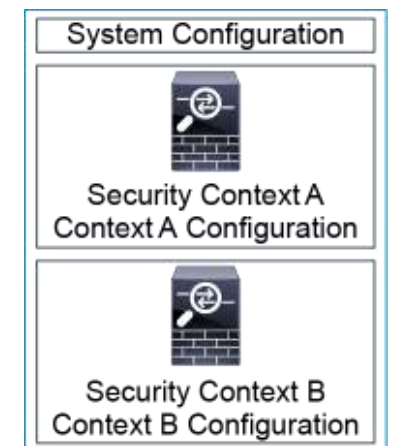 System Configuration
Security Context A
Context A Configuration
Security Context B
Context B Configuration